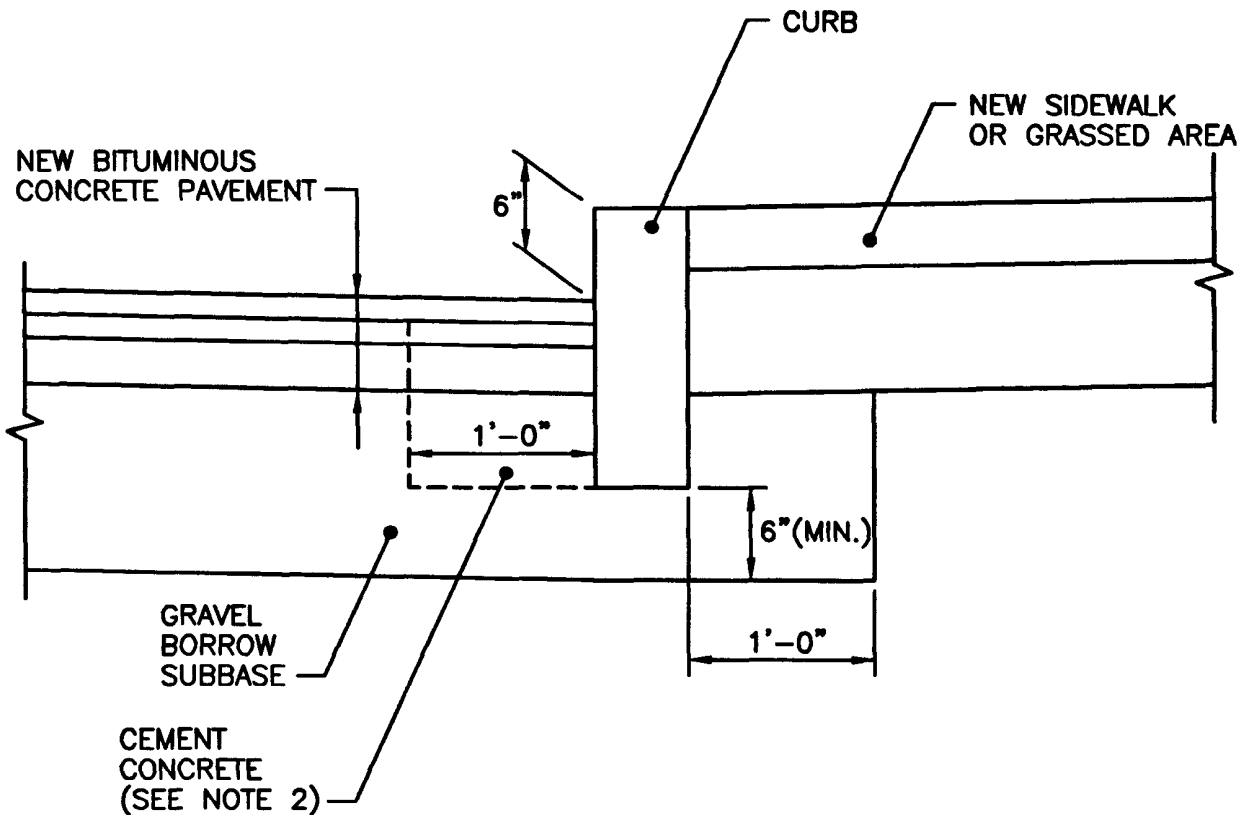 CURB
NEW SIDEWALK
OR GRASSED AREA
NEW BITUMINOUS
CONCRETE PAVEMENT
6"
1'-0"
6"(MIN.)
GRAVEL
BORROW
SUBBASE
1'-0"
CEMENT
CONCRETE
(SEE NOTE 2)